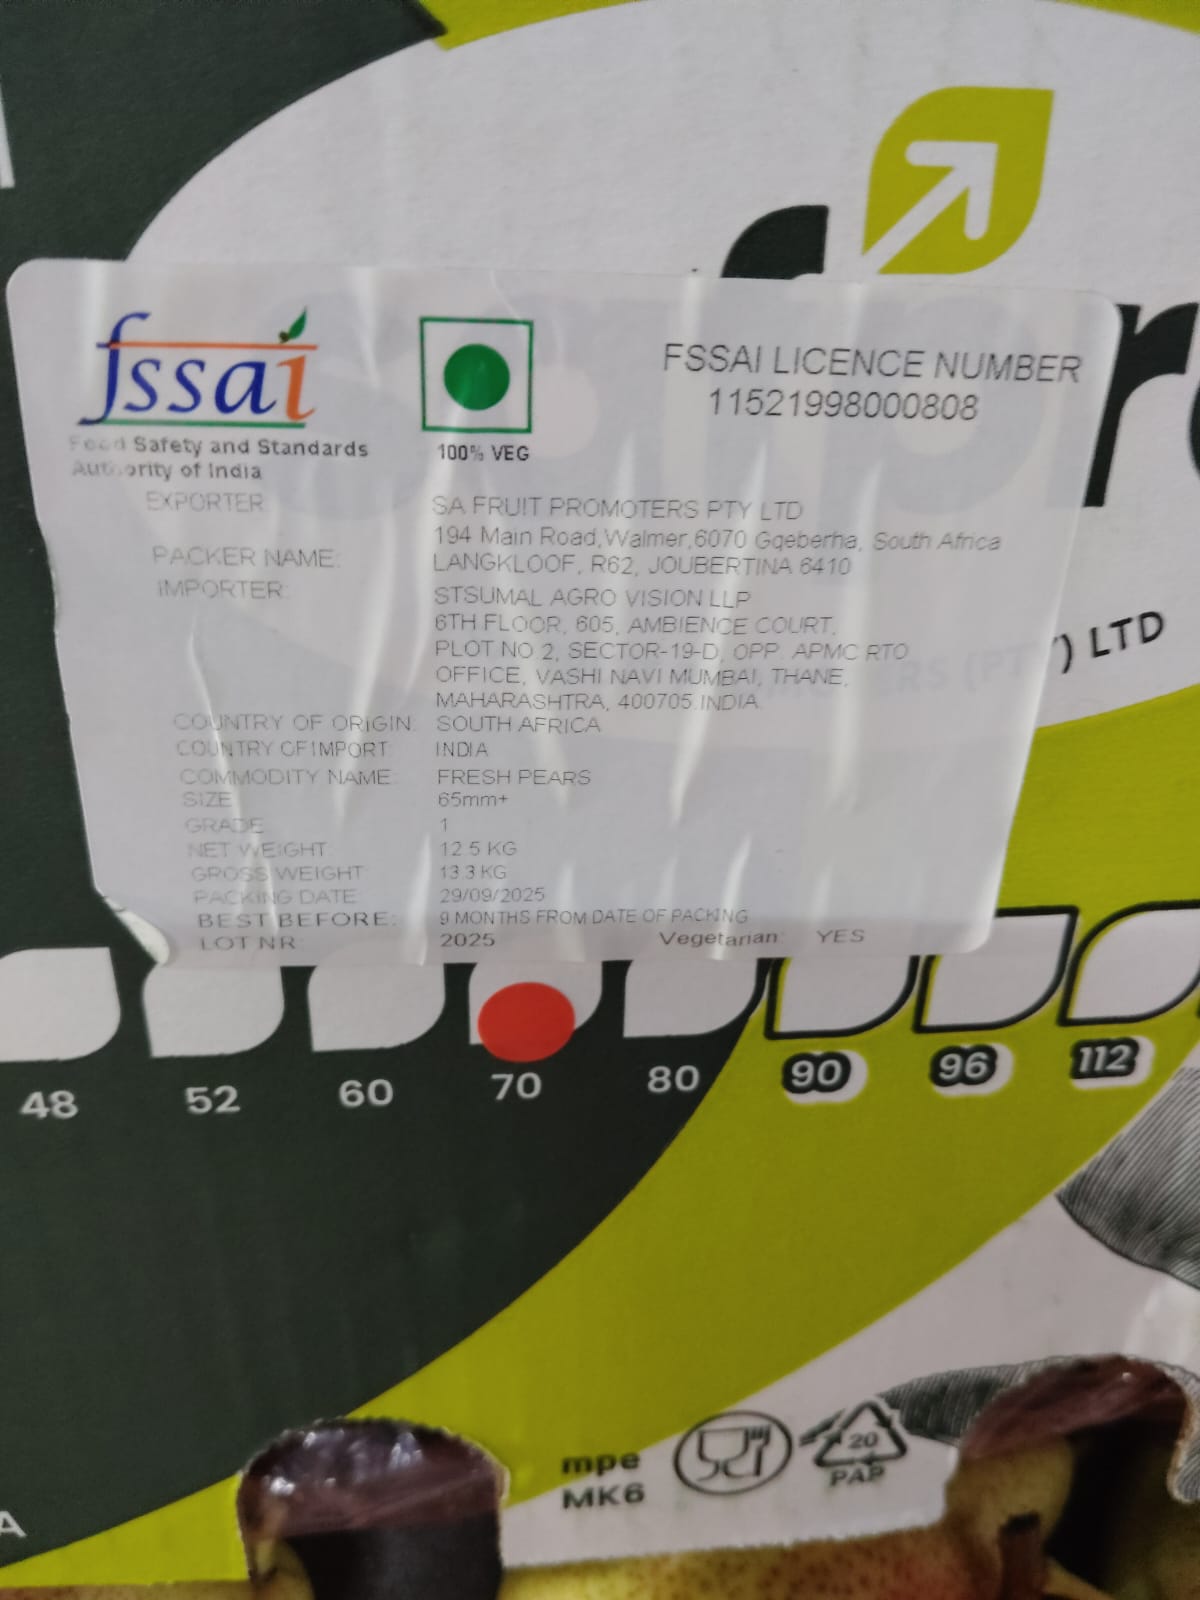 fssai
Food Safety and Standards
Authority of India
100% VEG
FSSAI LICENCE NUMBER
11521998000808
EXPORTER: SA FRUIT PROMOTERS PTY LTD
194 Main Road,Walmer,6070 Gqeberha, South Africa
PACKER NAME: LANGKLOOF, R62, JOUBERTINA 6410
IMPORTER: STSUMAL AGRO VISION LLP
6TH FLOOR, 605, AMBIENCE COURT,
PLOT NO 2, SECTOR-19-D, OPP. APMC RTO
OFFICE, VASHI NAVI MUMBAI, THANE,
MAHARASHTRA, 400705.INDIA.
COUNTRY OF ORIGIN: SOUTH AFRICA
COUNTRY OF IMPORT: INDIA
COMMODITY NAME: FRESH PEARS
SIZE 65mm+
GRADE 1
NET WEIGHT 12.5 KG
GROSS WEIGHT 13.3 KG
PACKING DATE 29/09/2025
BEST BEFORE: 9 MONTHS FROM DATE OF PACKING
LOT NR: 2025 Vegetarian: YES
) LTD
48 52 60 70 80 90 96 112
mpe
MK6
20
PAP